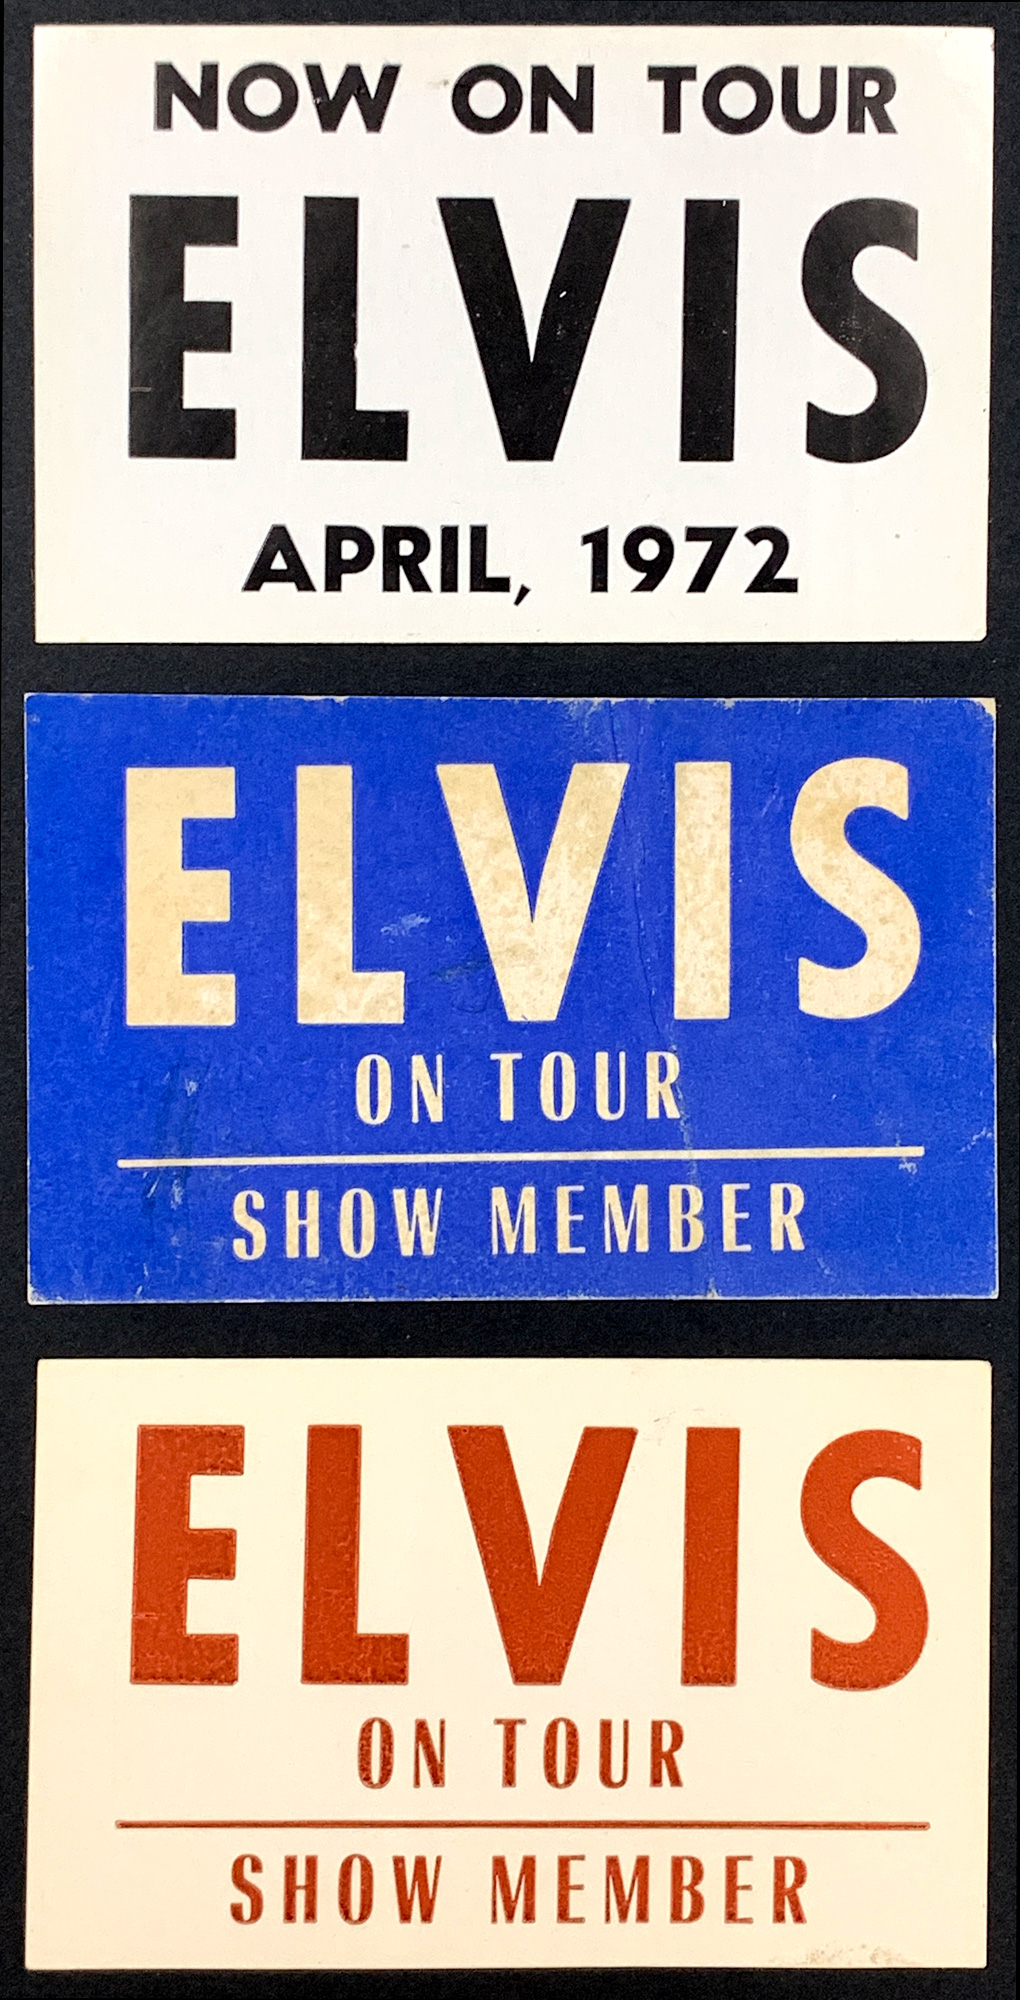 NOW ON TOUR
ELVIS
APRIL, 1972
ELVIS
ON TOUR
SHOW MEMBER
ELVIS
ON TOUR
SHOW MEMBER